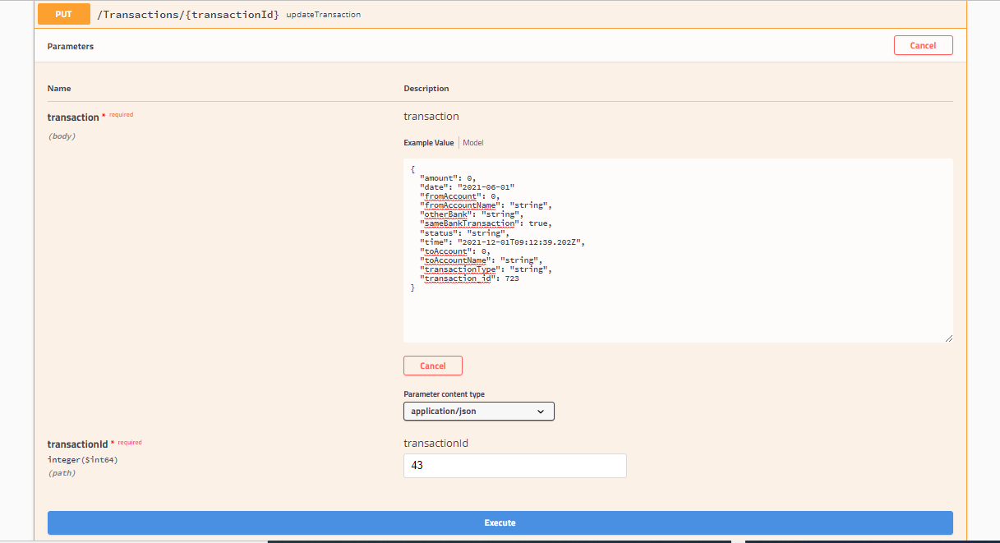 PUT /Transactions/{transactionId} updateTransaction
Parameters Cancel
Name Description
transaction * required transaction
(body)
Example Value Model
{
"amount": 0,
"date": "2021-06-01"
"fromAccount": 0,
"fromAccountName": "string",
"otherBank": "string",
"sameBankTransaction": true,
"status": "string",
"time": "2021-12-01T09:12:39.202Z",
"toAccount": 0,
"toAccountName": "string",
"transactionType": "string",
"transaction_id": 723
}
Cancel
Parameter content type
application/json
transactionId * required transactionId
integer($int64)
(path)
43
Execute